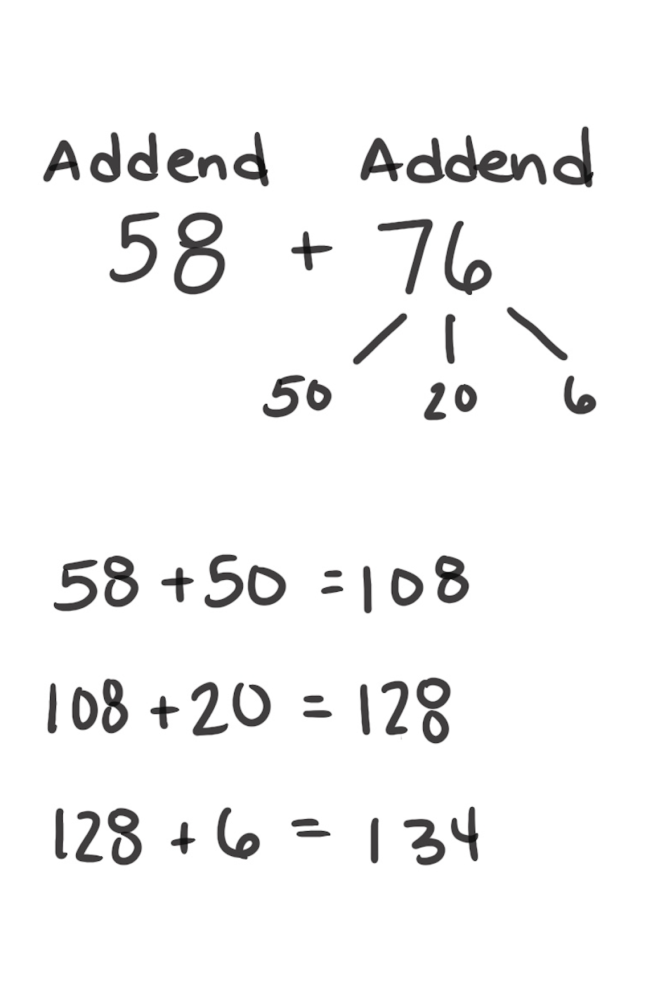 Addend Addend
58 + 76
50 20 6
58 + 50 = 108
108 + 20 = 128
128 + 6 = 134